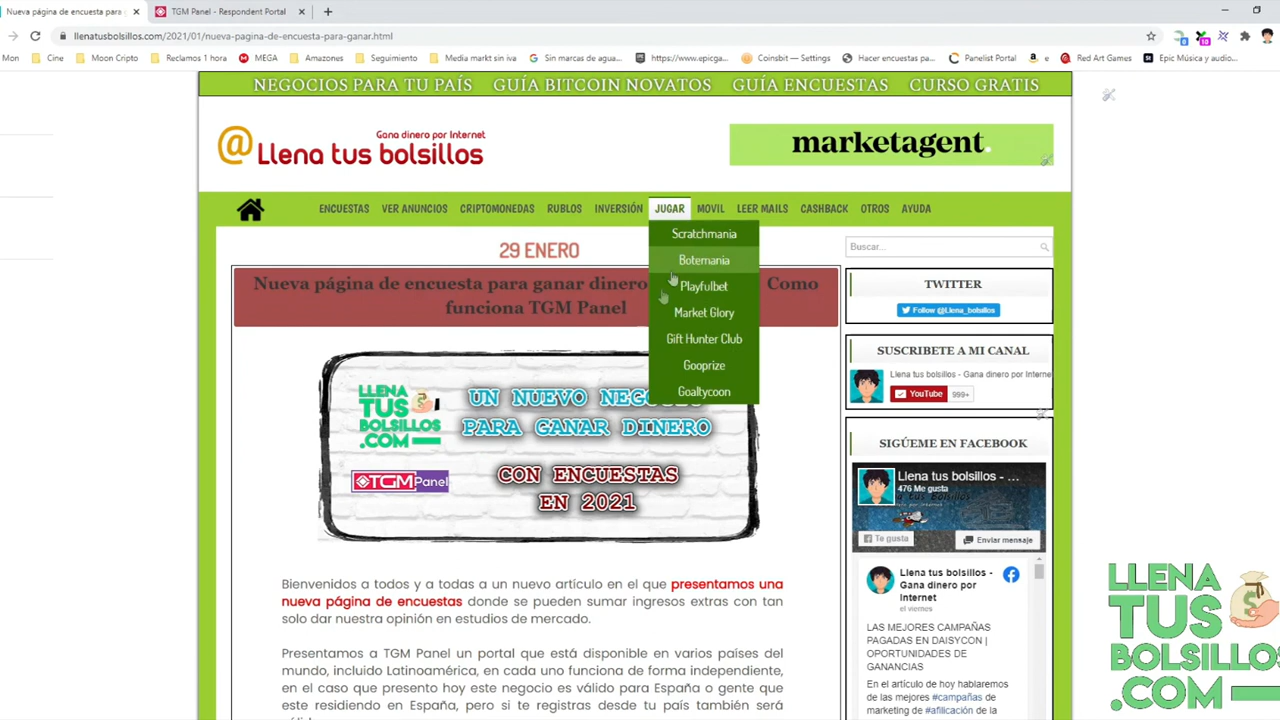 Nueva página de encuesta para
TGM Panel - Respondent Portal
llenatusbolsillos.com/2021/01/nueva-pagina-de-encuesta-para-ganar.html
Mon
Cine
Moon Cripto
Reclamos 1 hora
MEGA
Amazones
Seguimiento
Media markt sin iva
Sin marcas de agua...
https://www.epicga...
Coinsbit — Settings
Hacer encuestas pa...
Panelist Portal
e
Red Art Games
Epic Música y audio...
NEGOCIOS PARA TU PAÍS GUÍA BITCOIN NOVATOS GUÍA ENCUESTAS CURSO GRATIS
Gana dinero por Internet
@Llena tus bolsillos
marketagent.
ENCUESTAS VER ANUNCIOS CRIPTOMONEDAS RUBLOS INVERSIÓN JUGAR MOVIL LEER MAILS CASHBACK OTROS AYUDA
Scratchmania
Botemania
Playfulbet
Market Glory
Gift Hunter Club
Gooprize
Goaltycoon
29 ENERO
Nueva página de encuesta para ganar dinero Como
funciona TGM Panel
LLENA
TUS
BOLSILLOS
.COM
TGM Panel
UN NUEVO NEGOC
PARA GANAR DINERO
CON ENCUESTAS
EN 2021
Bienvenidos a todos y a todas a un nuevo artículo en el que presentamos una
nueva página de encuestas donde se pueden sumar ingresos extras con tan
solo dar nuestra opinión en estudios de mercado.
Presentamos a TGM Panel un portal que está disponible en varios países del
mundo, incluido Latinoamérica, en cada uno funciona de forma independiente,
en el caso que presento hoy este negocio es válido para España o gente que
este residiendo en España, pero si te registras desde tu país también será
Buscar...
TWITTER
Follow @Llena_bolsillos
SUSCRIBETE A MI CANAL
Llena tus bolsillos - Gana dinero por Interne
YouTube 999+
SIGÚEME EN FACEBOOK
Llena tus bolsillos - ...
476 Me gusta
Te gusta
Enviar mensaje
Llena tus bolsillos -
Gana dinero por
Internet
el viernes
LAS MEJORES CAMPAÑAS
PAGADAS EN DAISYCON |
OPORTUNIDADES DE
GANANCIAS
En el artículo de hoy hablaremos
de las mejores #campañas de
marketing de #afiliación de la
LLENA
TUS
BOLSILLOS
.COM